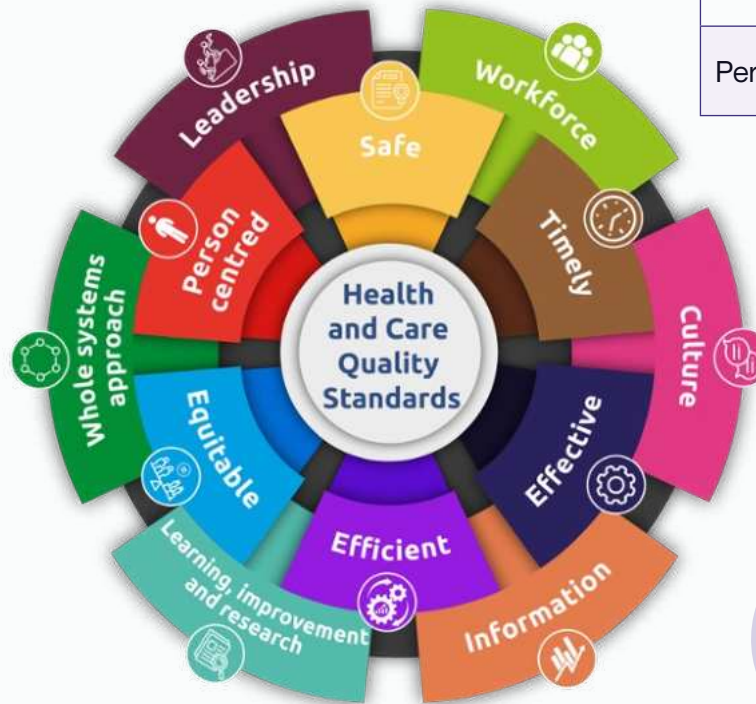 Leadership
Workforce
Safe
Person
centred
Timely
Whole systems
approach
Culture
Health
and Care
Quality
Standards
Equitable
Effective
Efficient
Learning, improvement
and research
Information